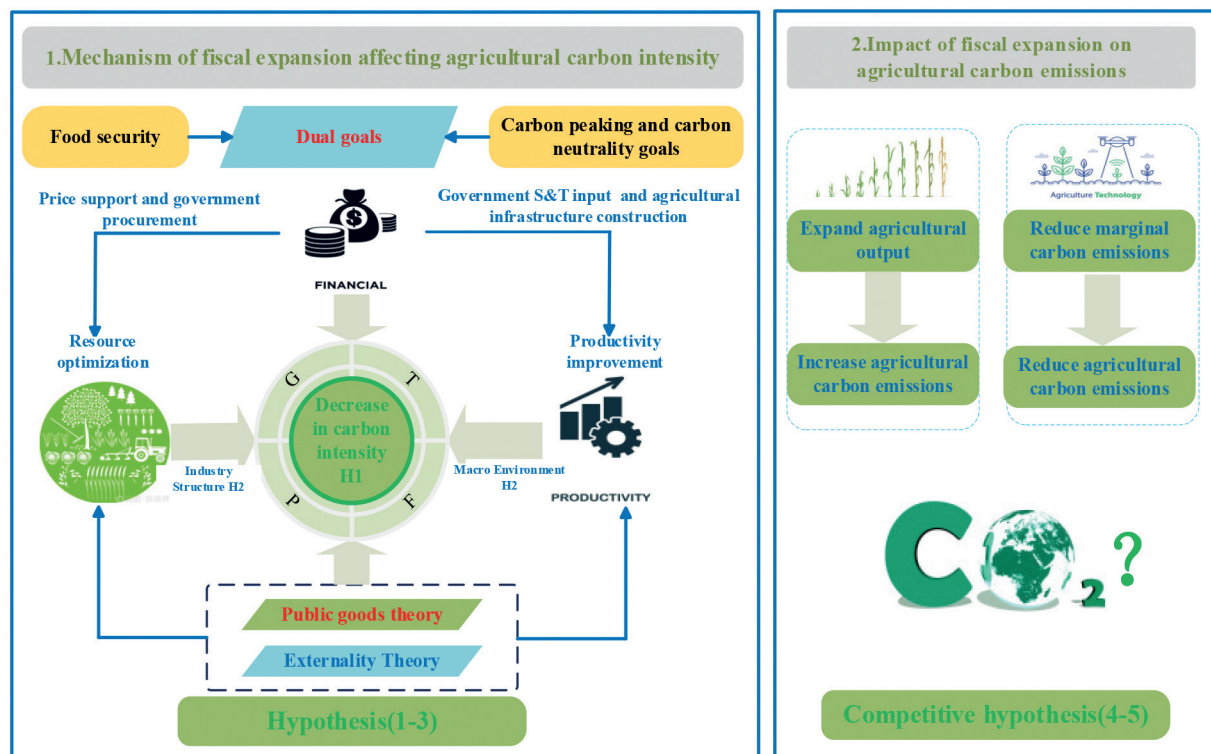 1.Mechanism of fiscal expansion affecting agricultural carbon intensity
Food security
Dual goals
Carbon peaking and carbon
neutrality goals
Price support and government
procurement
Government S&T input and agricultural
infrastructure construction
FINANCIAL
Resource
optimization
Productivity
improvement
G
T
Decrease
in carbon
intensity
H1
P
F
Industry
Structure H2
Macro Environment
H2
PRODUCTIVITY
Public goods theory
Externality Theory
Hypothesis(1-3)
2.Impact of fiscal expansion on
agricultural carbon emissions
Agriculture Technology
Expand agricultural
output
Reduce marginal
carbon emissions
Increase agricultural
carbon emissions
Reduce agricultural
carbon emissions
CO2?
Competitive hypothesis(4-5)